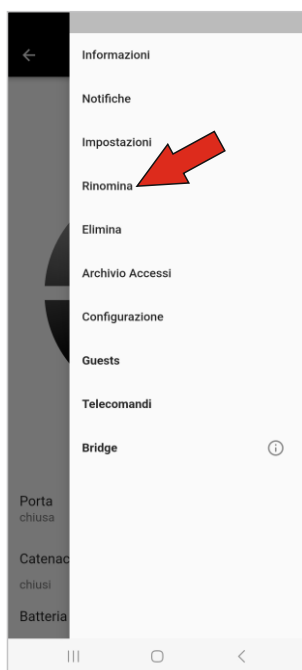 Informazioni
Notifiche
Impostazioni
Rinomina
Elimina
Archivio Accessi
Configurazione
Guests
Telecomandi
Bridge
Porta
chiusa
Catenac
chiusi
Batteria